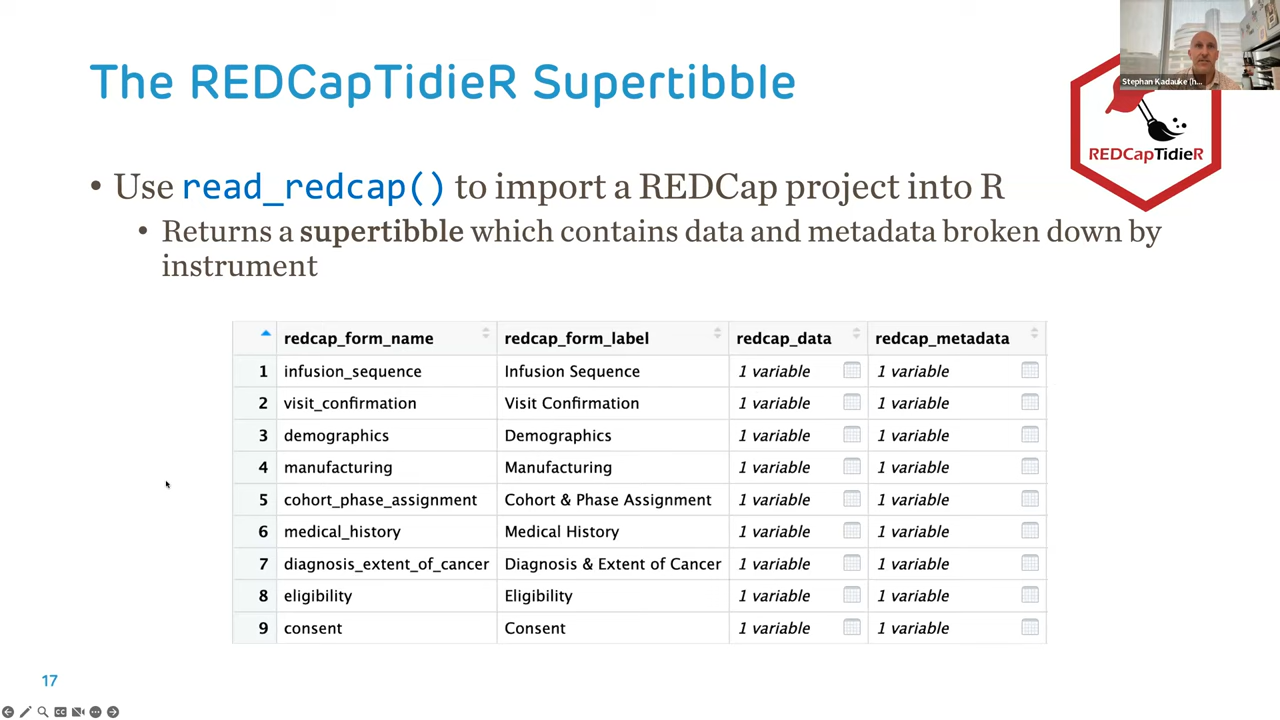 The REDCapTidieR Supertibble
Stephan Kadauke (h...
REDCapTidieR
• Use read_redcap() to import a REDCap project into R
• Returns a supertibble which contains data and metadata broken down by
instrument
redcap_form_name redcap_form_label redcap_data redcap_metadata
1 infusion_sequence Infusion Sequence 1 variable 1 variable
2 visit_confirmation Visit Confirmation 1 variable 1 variable
3 demographics Demographics 1 variable 1 variable
4 manufacturing Manufacturing 1 variable 1 variable
5 cohort_phase_assignment Cohort & Phase Assignment 1 variable 1 variable
6 medical_history Medical History 1 variable 1 variable
7 diagnosis_extent_of_cancer Diagnosis & Extent of Cancer 1 variable 1 variable
8 eligibility Eligibility 1 variable 1 variable
9 consent Consent 1 variable 1 variable
17
CC